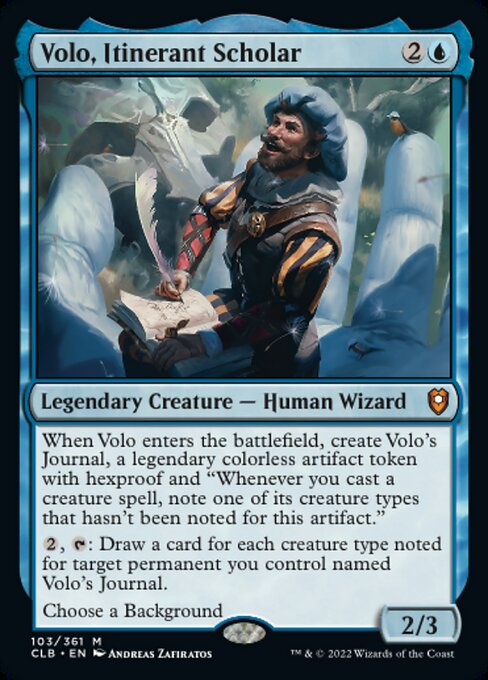 Volo, Itinerant Scholar 2
Legendary Creature — Human Wizard
When Volo enters the battlefield, create Volo's
Journal, a legendary colorless artifact token
with hexproof and “Whenever you cast a
creature spell, note one of its creature types
that hasn't been noted for this artifact.”
2, : Draw a card for each creature type noted
for target permanent you control named
Volo's Journal.
Choose a Background
2/3
103/361 M
CLB • EN Andreas Zafiratos
™ & © 2022 Wizards of the Coast